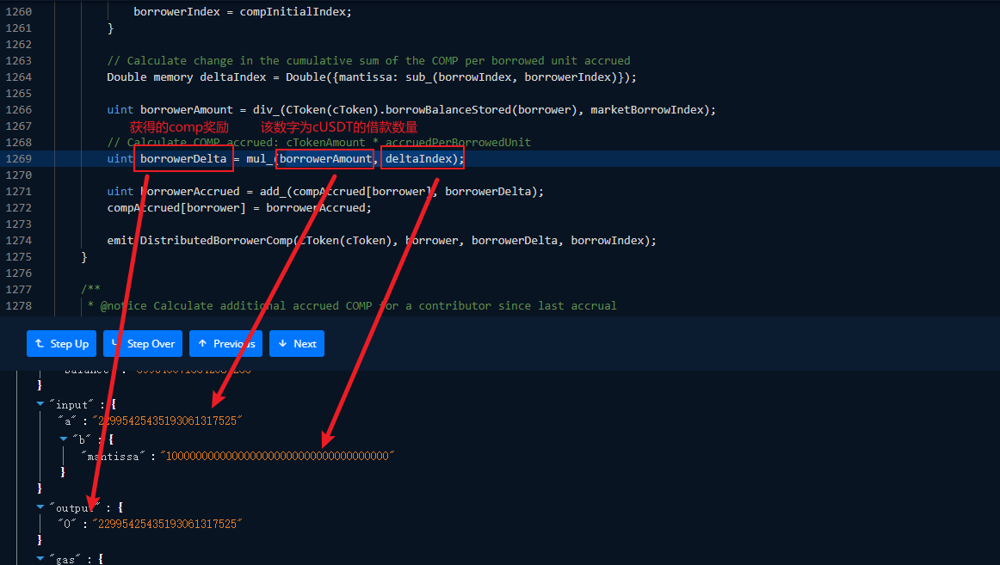 1260 borrowerIndex = compInitialIndex;
1261 }
1262
1263 // Calculate change in the cumulative sum of the COMP per borrowed unit accrued
1264 Double memory deltaIndex = Double({mantissa: sub_(borrowIndex, borrowerIndex)});
1265
1266 uint borrowerAmount = div_(CToken(cToken).borrowBalanceStored(borrower), marketBorrowIndex);
1267 获得的comp奖励 该数字为cUSDT的借款数量
1268 // Calculate COMP accrued: cTokenAmount * accruedPerBorrowedUnit
1269 uint borrowerDelta = mul_(borrowerAmount, deltaIndex);
1270
1271 uint borrowerAccrued = add_(compAccrued[borrower], borrowerDelta);
1272 compAccrued[borrower] = borrowerAccrued;
1273
1274 emit DistributedBorrowerComp(CToken(cToken), borrower, borrowerDelta, borrowIndex);
1275 }
1276
1277 /**
1278 * @notice Calculate additional accrued COMP for a contributor since last accrual
Step Up Step Over Previous Next
"balance" :
}
"input" : {
"a" : "22995425435193061317525"
"b" : {
"mantissa" : "1000000000000000000000000000000000000"
}
}
"output" : {
"0" : "22995425435193061317525"
}
"gas" : {